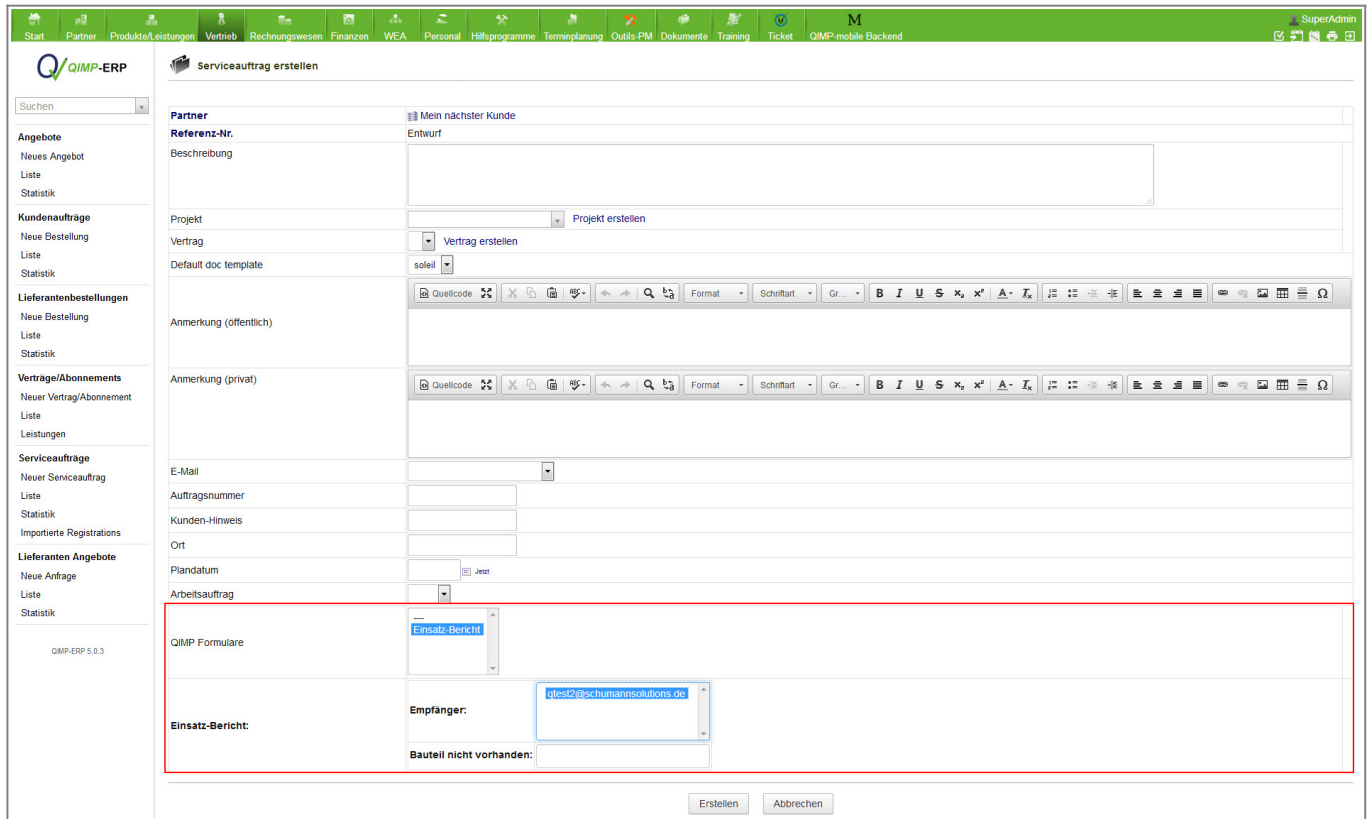 Start Partner Produkte/Leistungen Vertrieb Rechnungswesen Finanzen WEA Personal Hilfsprogramme Terminplanung Outils-PM Dokumente Training Ticket QIMP-mobile Backend SuperAdmin
QIMP-ERP
Serviceauftrag erstellen
Suchen
Angebote
Neues Angebot
Liste
Statistik
Kundenaufträge
Neue Bestellung
Liste
Statistik
Lieferantenbestellungen
Neue Bestellung
Liste
Statistik
Verträge/Abonnements
Neuer Vertrag/Abonnement
Liste
Leistungen
Serviceaufträge
Neuer Serviceauftrag
Liste
Statistik
Importierte Registrations
Lieferanten Angebote
Neue Anfrage
Liste
Statistik
QIMP-ERP 5.0.3
Partner Mein nächster Kunde
Referenz-Nr. Entwurf
Beschreibung
Projekt Projekt erstellen
Vertrag Vertrag erstellen
Default doc template soleil
Quellcode Format Schriftart Gr...
Anmerkung (öffentlich)
Anmerkung (privat) Quellcode Format Schriftart Gr...
E-Mail
Auftragsnummer
Kunden-Hinweis
Ort
Plandatum Jetzt
Arbeitsauftrag
---
Einsatz-Bericht
QIMP Formulare
qtest2@schumannsolutions.de
Empfänger:
Einsatz-Bericht:
Bauteil nicht vorhanden:
Erstellen Abbrechen